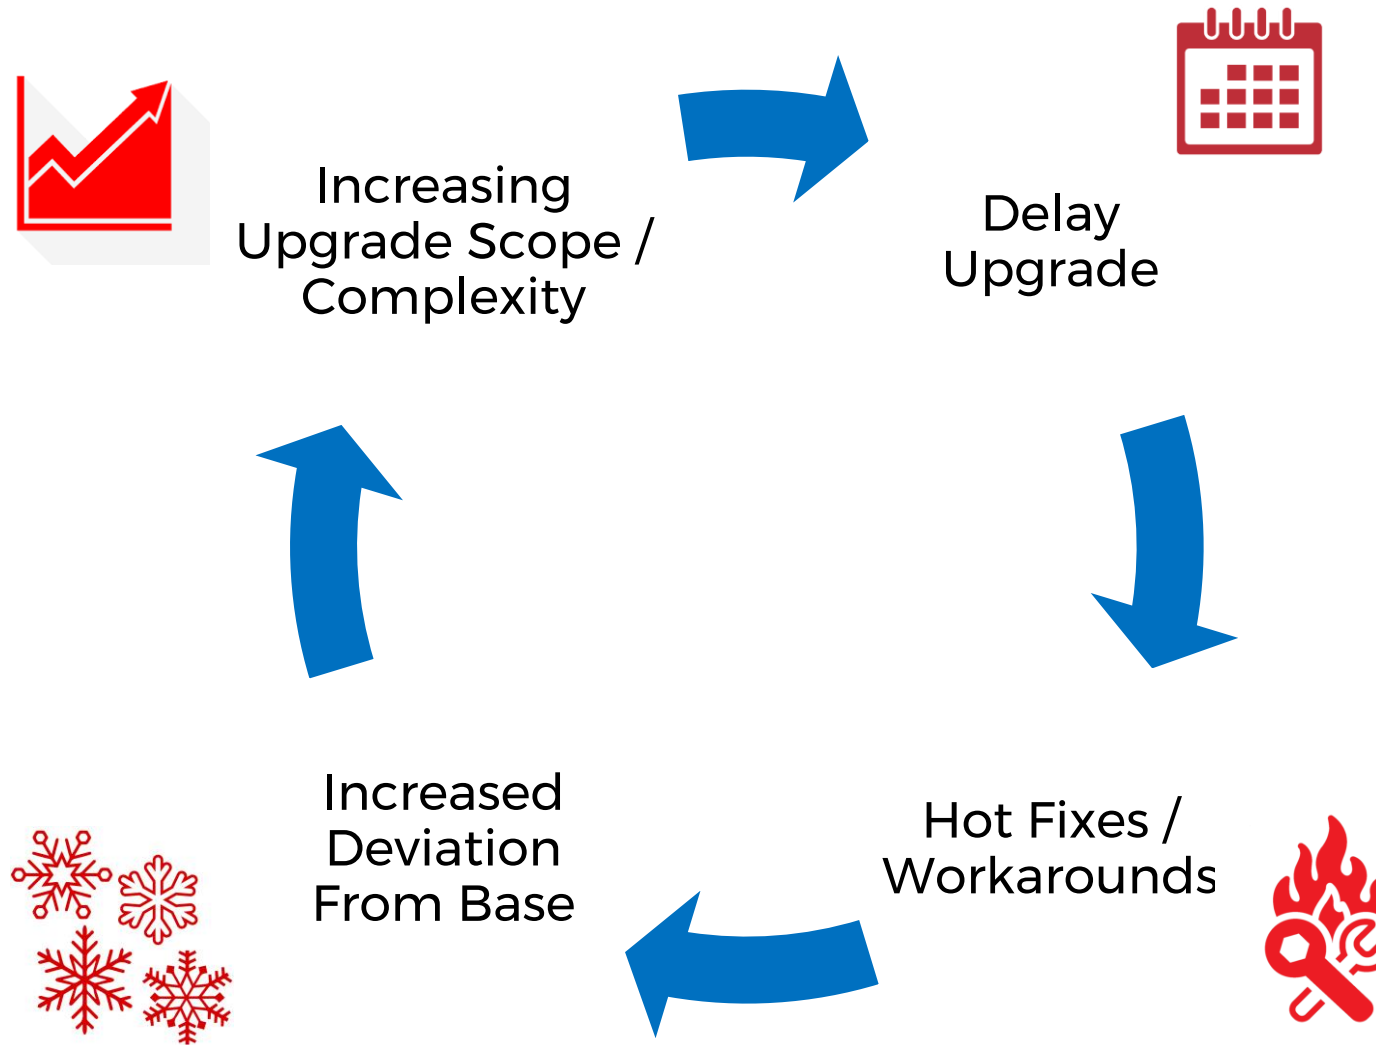 Increasing
Upgrade Scope /
Complexity
Delay
Upgrade
Hot Fixes /
Workarounds
Increased
Deviation
From Base